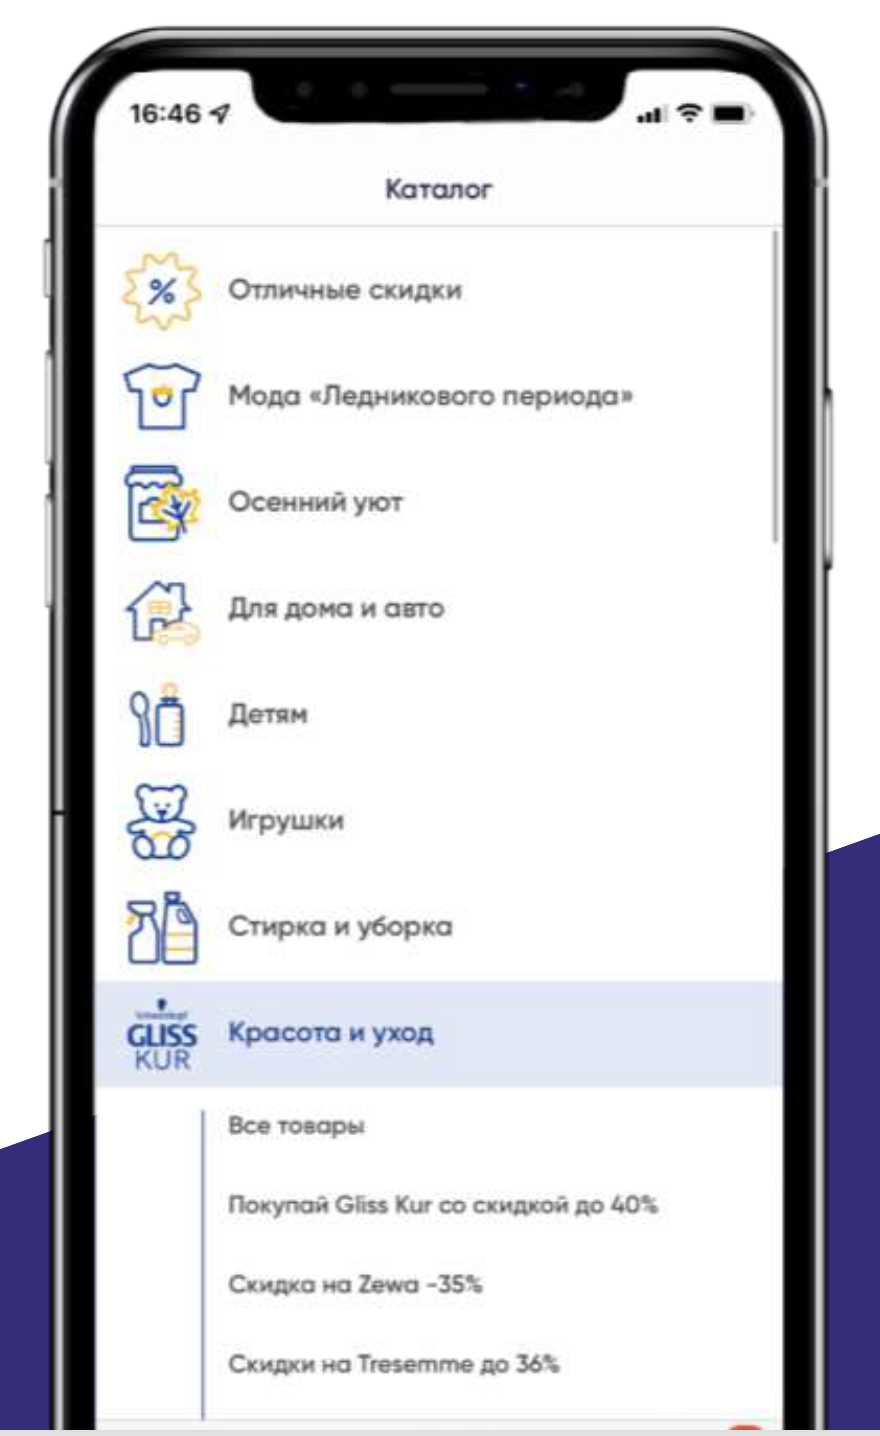 16:46
Каталог
Отличные скидки
Мода «Ледникового периода»
Осенний уют
Для дома и авто
Детям
Игрушки
Стирка и уборка
Schwarzkopf
GLISS
KUR
Красота и уход
Все товары
Покупай Gliss Kur со скидкой до 40%
Скидка на Zewa -35%
Скидки на Tresemme до 36%